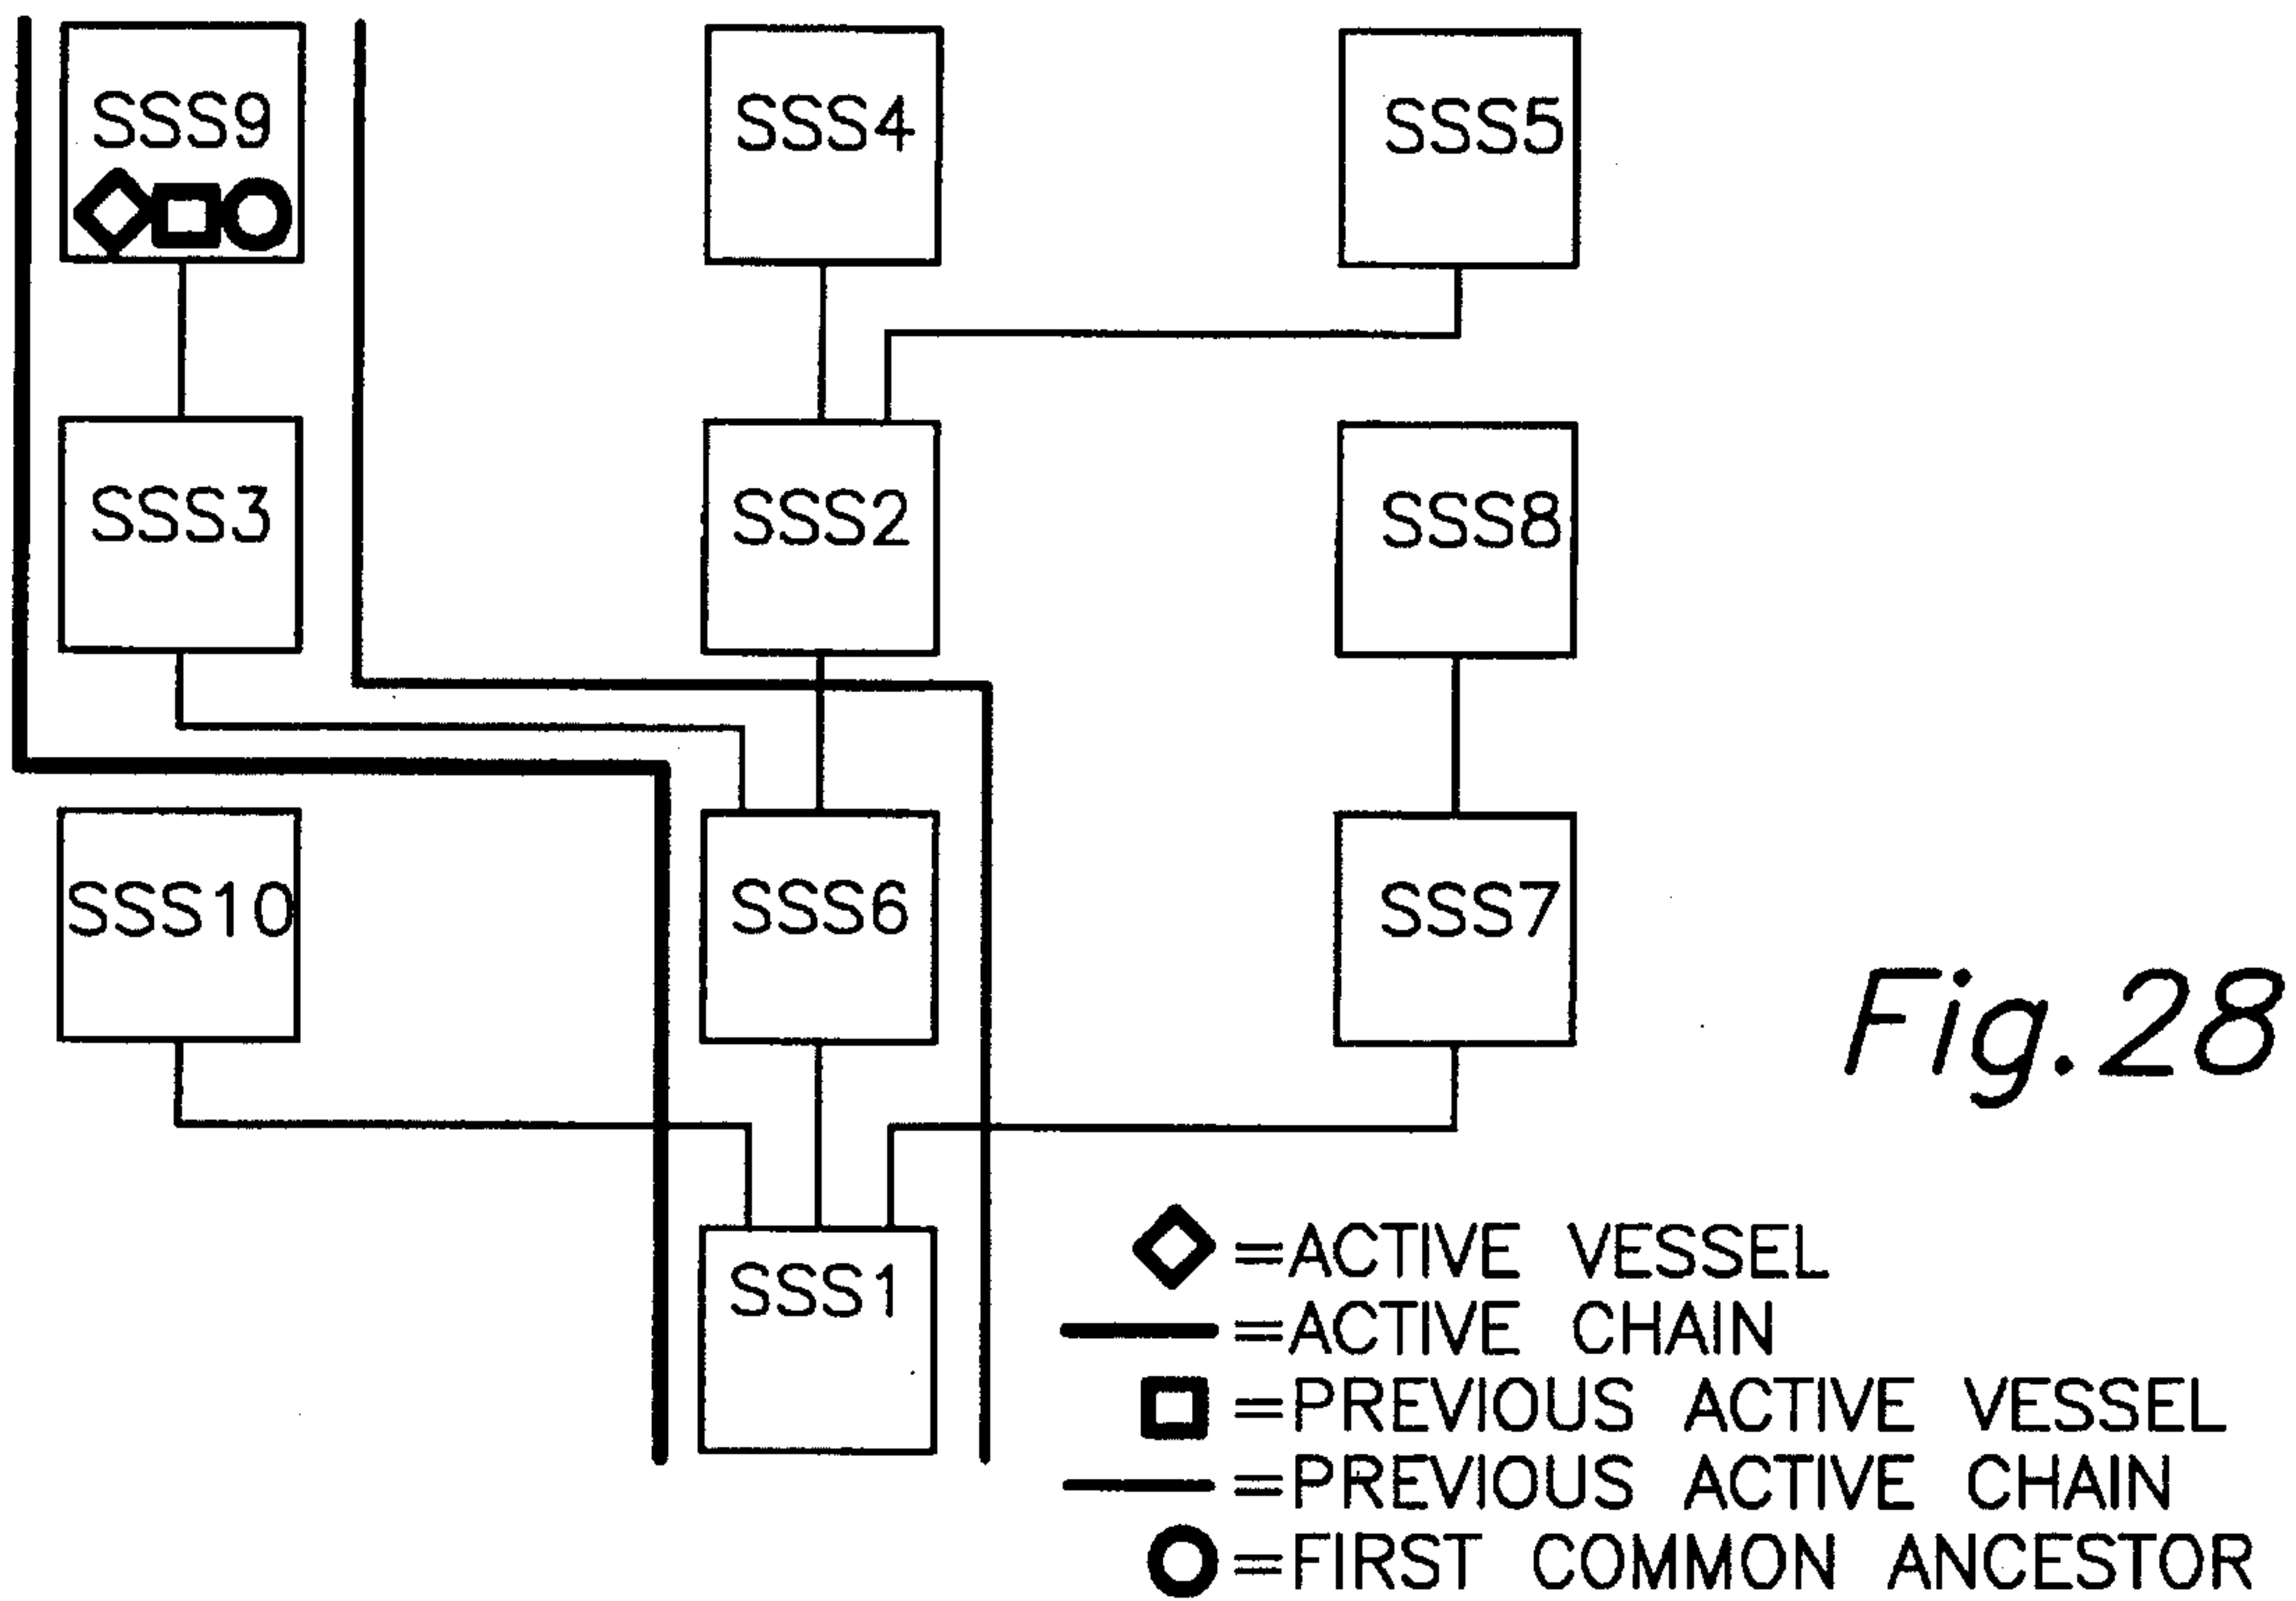 SSS9
SSS4
SSS5
SSS3
SSS2
SSS8
SSS10
SSS6
SSS7
Fig.28
SSS1
=ACTIVE VESSEL
=ACTIVE CHAIN
=PREVIOUS ACTIVE VESSEL
=PREVIOUS ACTIVE CHAIN
=FIRST COMMON ANCESTOR